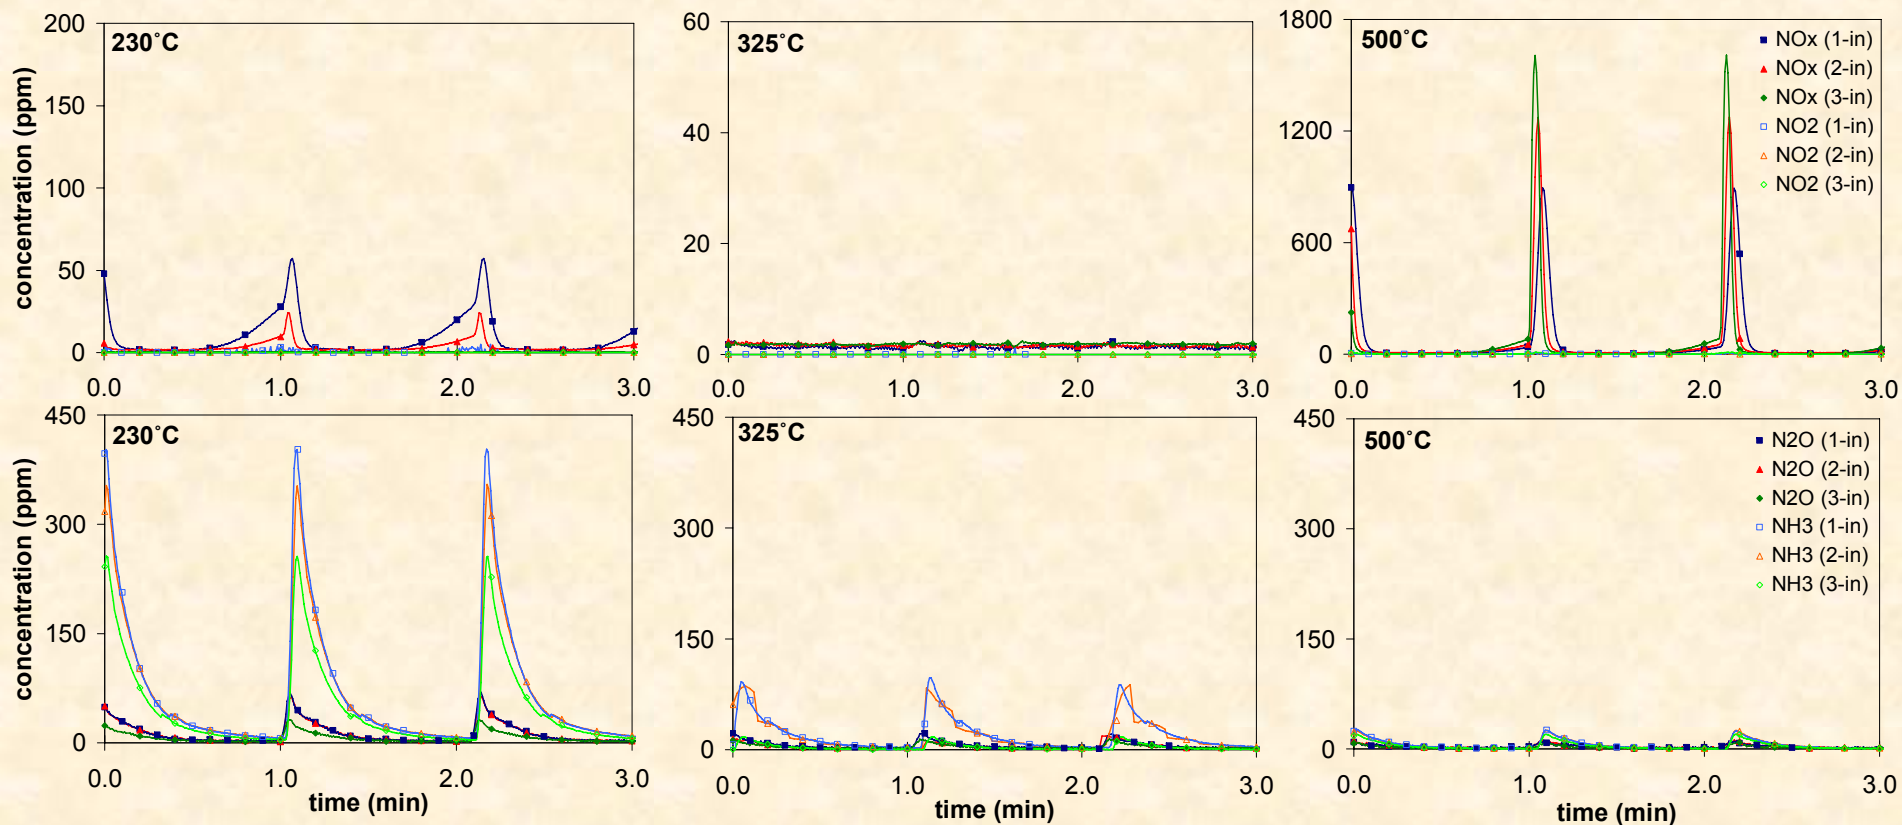 230˚C
325˚C
500˚C
concentration (ppm)
200
150
100
50
0
0.0 1.0 2.0 3.0
60
40
20
0
0.0 1.0 2.0 3.0
1800
1200
600
0
0.0 1.0 2.0 3.0
NOx (1-in)
NOx (2-in)
NOx (3-in)
NO2 (1-in)
NO2 (2-in)
NO2 (3-in)
230˚C
325˚C
500˚C
concentration (ppm)
450
300
150
0
0.0 1.0 2.0 3.0
time (min)
450
300
150
0
0.0 1.0 2.0 3.0
time (min)
450
300
150
0
0.0 1.0 2.0 3.0
time (min)
N2O (1-in)
N2O (2-in)
N2O (3-in)
NH3 (1-in)
NH3 (2-in)
NH3 (3-in)